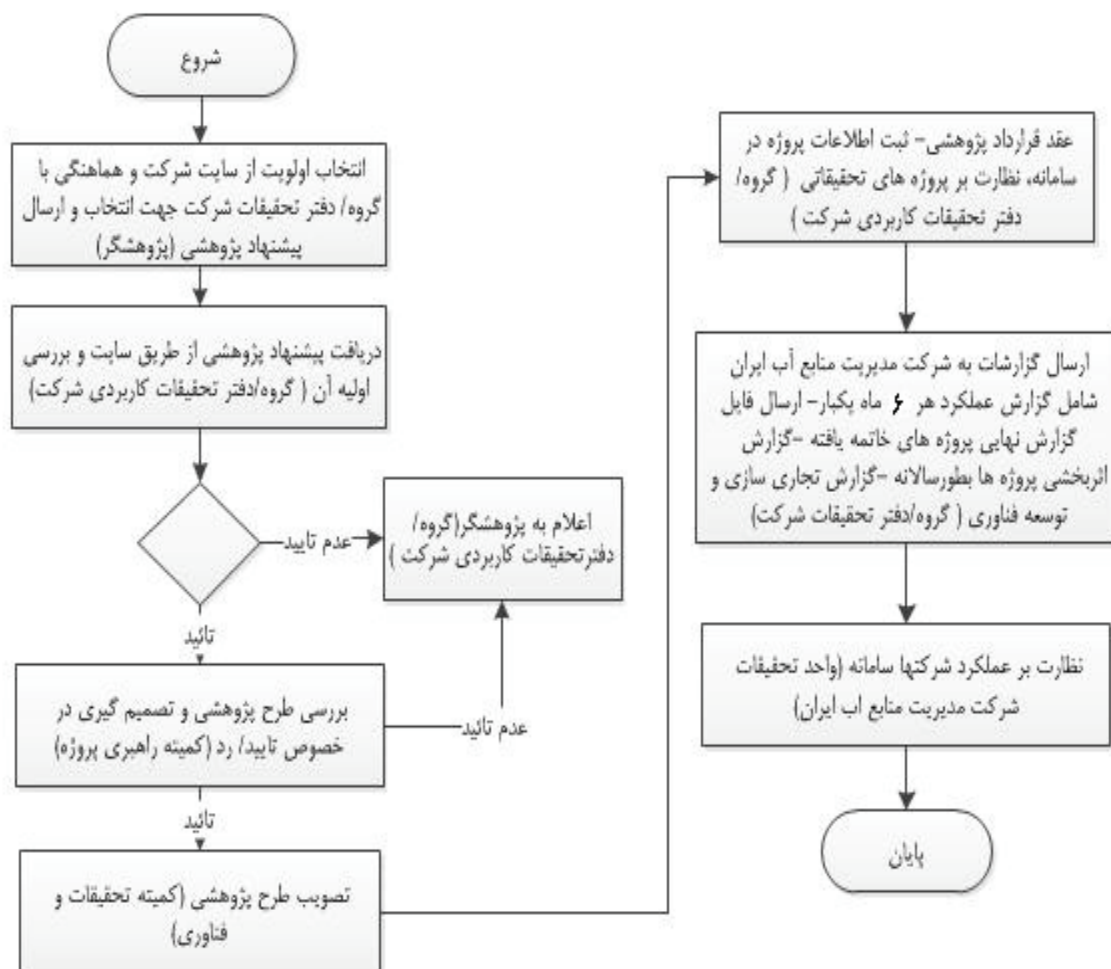 شروع
انتخاب اولویت از سایت شرکت و هماهنگی با
گروه/ دفتر تحقیقات شرکت جهت انتخاب و ارسال
پیشنهاد پژوهشی (پژوهشگر)
دریافت پیشنهاد پژوهشی از طریق سایت و بررسی
اولیه آن ( گروه/دفتر تحقیقات کاربردی شرکت)
عدم تایید
اعلام به پژوهشگر(گروه/
دفترتحقیقات کاربردی شرکت )
تائید
بررسی طرح پژوهشی و تصمیم گیری در
خصوص تایید/ رد (کمیته راهبری پروژه)
عدم تائید
تائید
تصویب طرح پژوهشی (کمیته تحقیقات و
فناوری)
عقد قرارداد پژوهشی- ثبت اطلاعات پروژه در
سامانه، نظارت بر پروژه های تحقیقاتی ( گروه/
دفتر تحقیقات کاربردی شرکت )
ارسال گزارشات به شرکت مدیریت منابع آب ایران
شامل گزارش عملکرد هر ۶ ماه یکبار- ارسال فایل
گزارش نهایی پروژه های خاتمه یافته -گزارش
اثربخشی پروژه ها بطورسالانه -گزارش تجاری سازی و
توسعه فناوری ( گروه/دفتر تحقیقات شرکت)
نظارت بر عملکرد شرکتها سامانه (واحد تحقیقات
شرکت مدیریت منابع اب ایران)
پایان